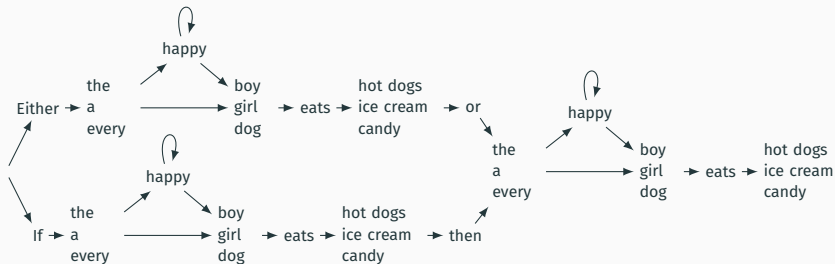 happy
the
boy
hot dogs
Either a girl eats ice cream or
every dog candy
happy
the
boy
hot dogs
a girl eats ice cream
every dog candy
happy
the
boy
hot dogs
If a girl eats ice cream then
every dog candy